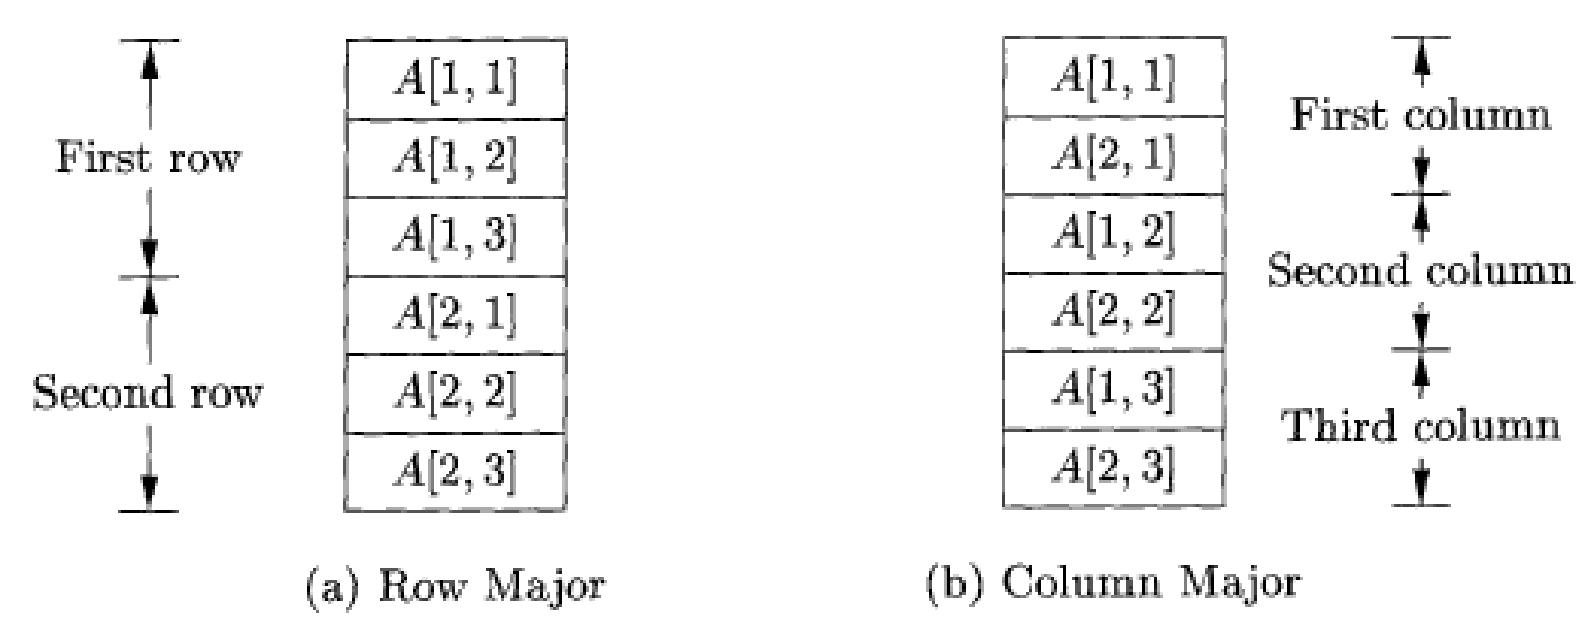 First row
Second row
A[1, 1]
A[1, 2]
A[1, 3]
A[2, 1]
A[2, 2]
A[2, 3]
(a) Row Major
A[1, 1]
A[2, 1]
A[1, 2]
A[2, 2]
A[1, 3]
A[2, 3]
First column
Second column
Third column
(b) Column Major